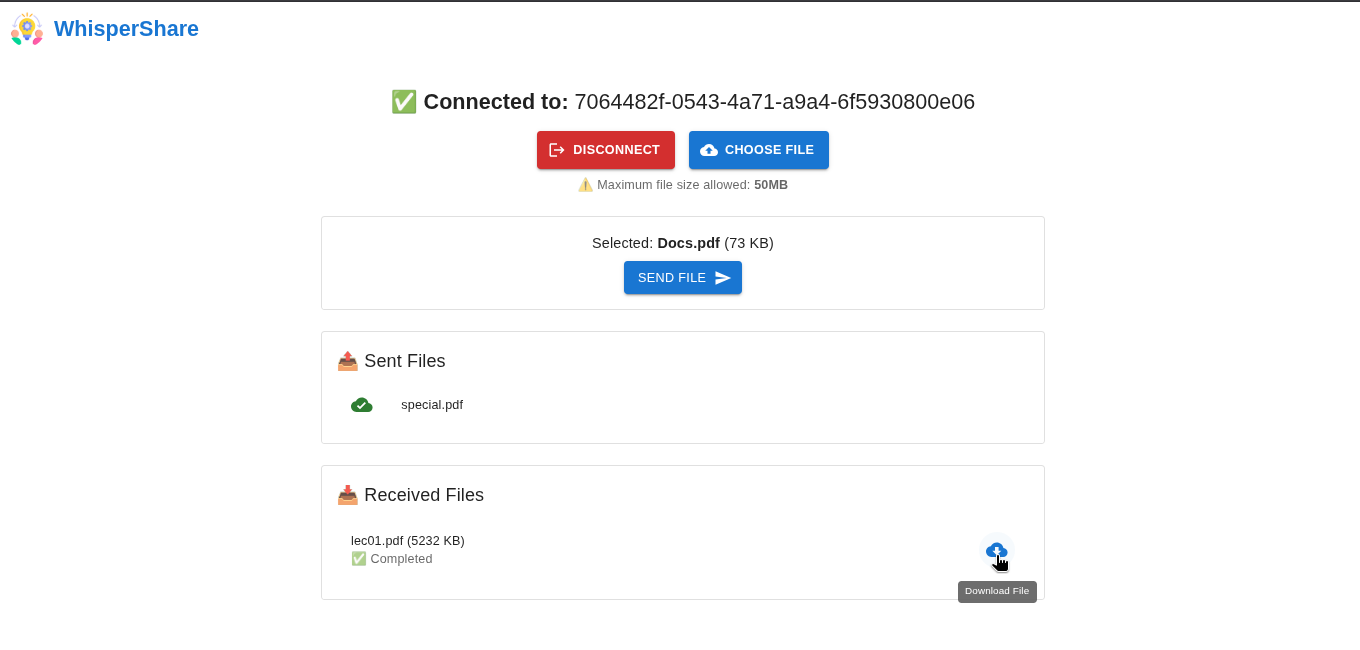 WhisperShare
✅ Connected to: 7064482f-0543-4a71-a9a4-6f5930800e06
DISCONNECT
CHOOSE FILE
⚠️ Maximum file size allowed: 50MB
Selected: Docs.pdf (73 KB)
SEND FILE
📤 Sent Files
special.pdf
📥 Received Files
lec01.pdf (5232 KB)
✅ Completed
Download File